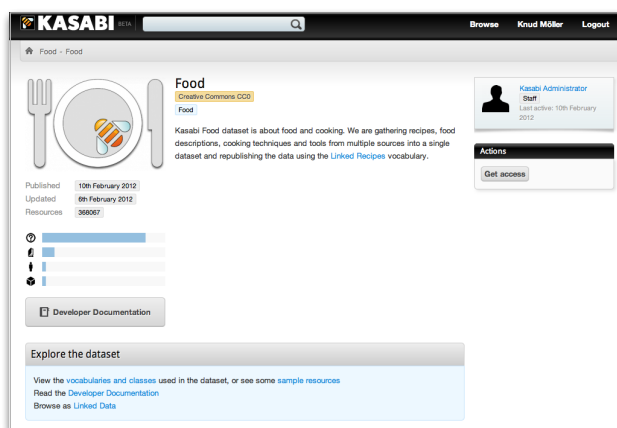 KASABI BETA
Browse Knud Möller Logout
Food - Food
Food
Creative Commons CC0
Food
Kasabi Food dataset is about food and cooking. We are gathering recipes, food
descriptions, cooking techniques and tools from multiple sources into a single
dataset and republishing the data using the Linked Recipes vocabulary.
Kasabi Administrator
Staff
Last active: 10th February
2012
Actions
Get access
Published 10th February 2012
Updated 6th February 2012
Resources 368067
Developer Documentation
Explore the dataset
View the vocabularies and classes used in the dataset, or see some sample resources
Read the Developer Documentation
Browse as Linked Data